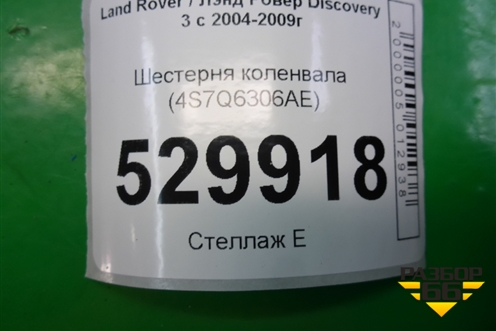 Land Rover / Лэнд Ровер Discovery
3 с 2004-2009г
Шестерня коленвала
(4S7Q6306AE)
529918
Стеллаж Е
2000005012938
РАЗБОР
66